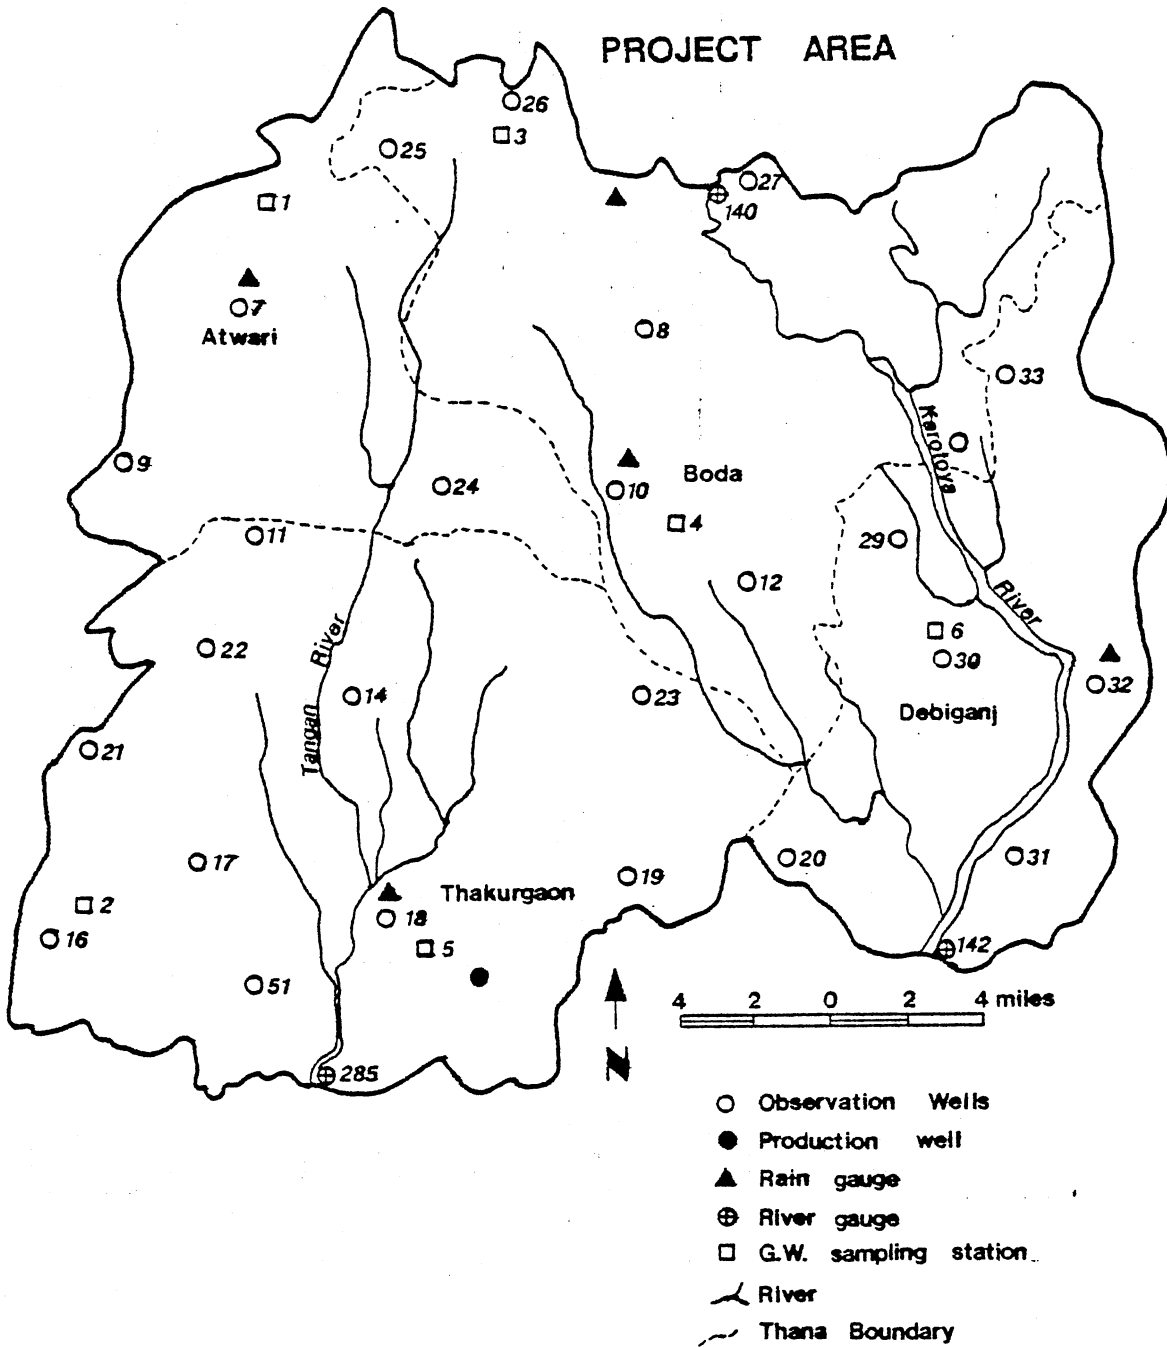 PROJECT AREA
26
3
25
27
1
140
7
Atwari
8
33
Karotoya
9
Boda
24
10
4
11
29
12
River
6
22
River
30
32
14
23
Debiganj
Tangan
21
17
20
31
Thakurgaon
19
2
18
16
5
142
51
4 2 0 2 4 miles
N
285
Observation Wells
Production well
Rain gauge
River gauge
G.W. sampling station
River
Thana Boundary